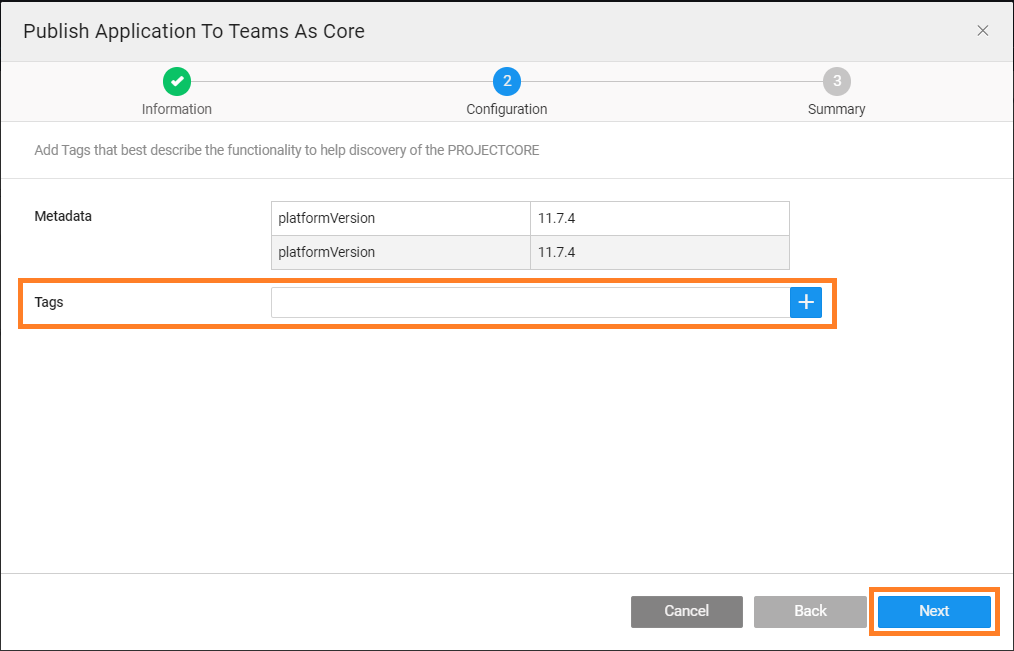 Publish Application To Teams As Core
2 3
Information Configuration Summary
Add Tags that best describe the functionality to help discovery of the PROJECTCORE
Metadata platformVersion 11.7.4
platformVersion 11.7.4
Tags
Cancel Back Next